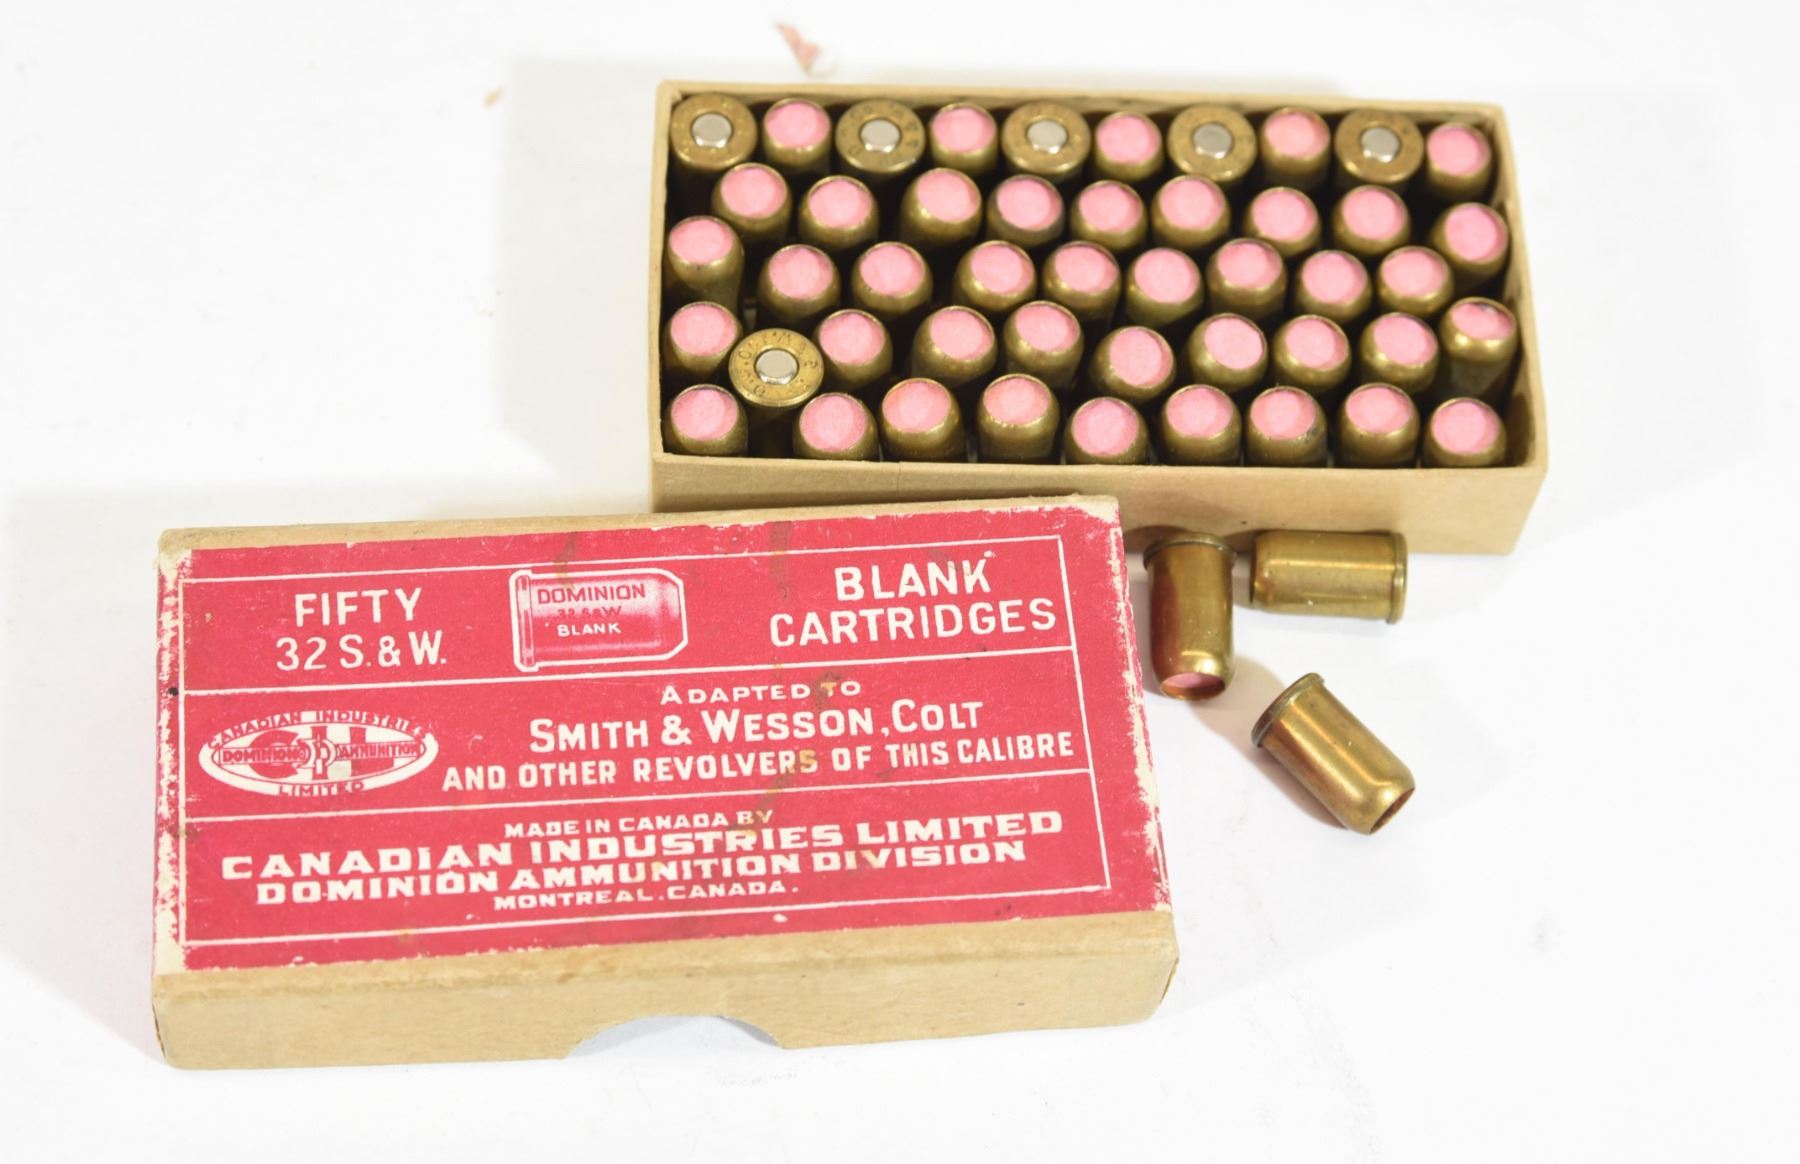 FIFTY
32 S. & W.
DOMINION
32 S & W
BLANK
BLANK
CARTRIDGES
CANADIAN INDUSTRIES
DOMINION AMMUNITION
LIMITED
ADAPTED TO
SMITH & WESSON, COLT
AND OTHER REVOLVERS OF THIS CALIBRE
MADE IN CANADA BY
CANADIAN INDUSTRIES LIMITED
DOMINION AMMUNITION DIVISION
MONTREAL, CANADA.